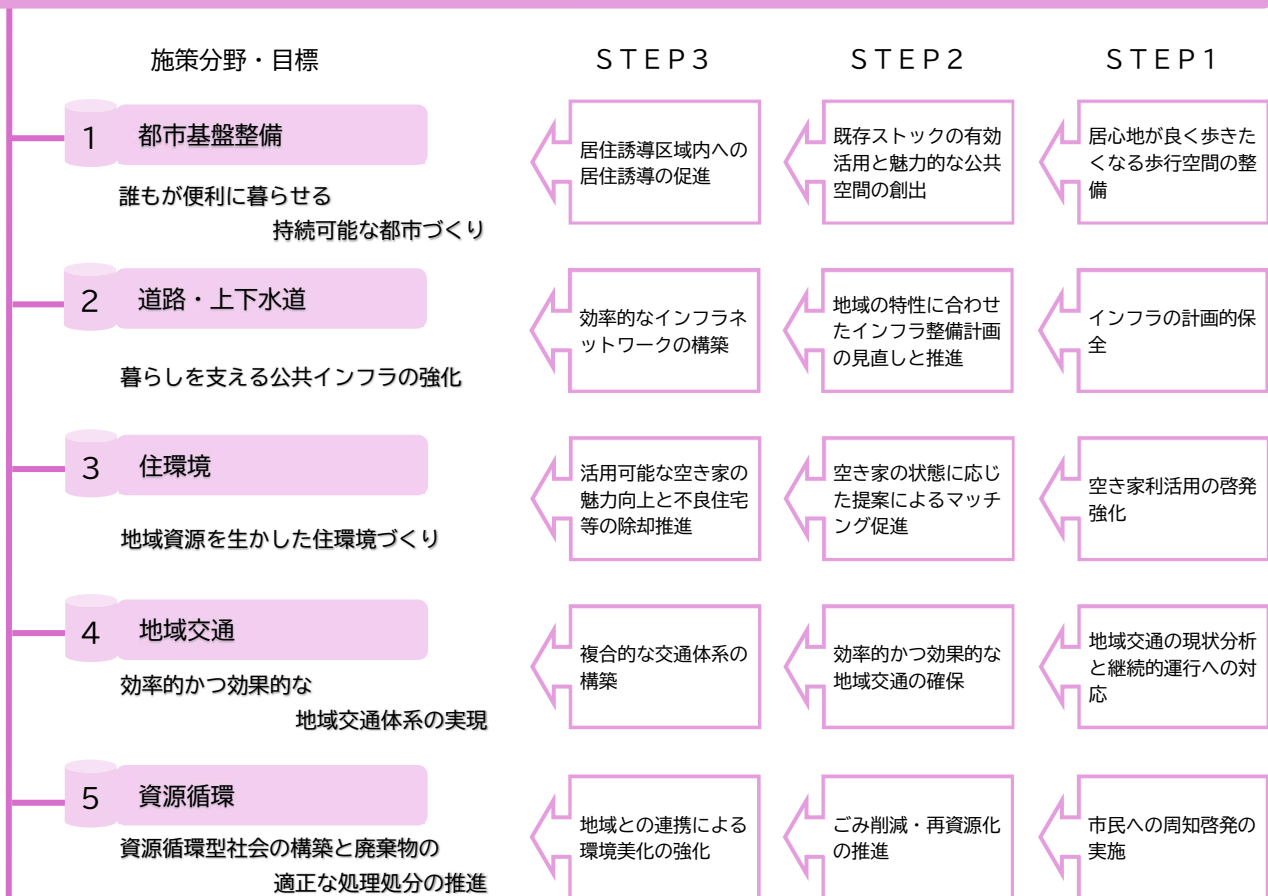 施策分野・目標
STEP3
STEP2
STEP1
1 都市基盤整備
誰もが便利に暮らせる
持続可能な都市づくり
居住誘導区域内への
居住誘導の促進
既存ストックの有効
活用と魅力的な公共
空間の創出
居心地が良く歩きた
くなる歩行空間の整
備
2 道路・上下水道
暮らしを支える公共インフラの強化
効率的なインフラネ
ットワークの構築
地域の特性に合わせ
たインフラ整備計画
の見直しと推進
インフラの計画的保
全
3 住環境
地域資源を生かした住環境づくり
活用可能な空き家の
魅力向上と不良住宅
等の除却推進
空き家の状態に応じ
た提案によるマッチ
ング促進
空き家利活用の啓発
強化
4 地域交通
効率的かつ効果的な
地域交通体系の実現
複合的な交通体系の
構築
効率的かつ効果的な
地域交通の確保
地域交通の現状分析
と継続的運行への対
応
5 資源循環
資源循環型社会の構築と廃棄物の
適正な処理処分の推進
地域との連携による
環境美化の強化
ごみ削減・再資源化
の推進
市民への周知啓発の
実施